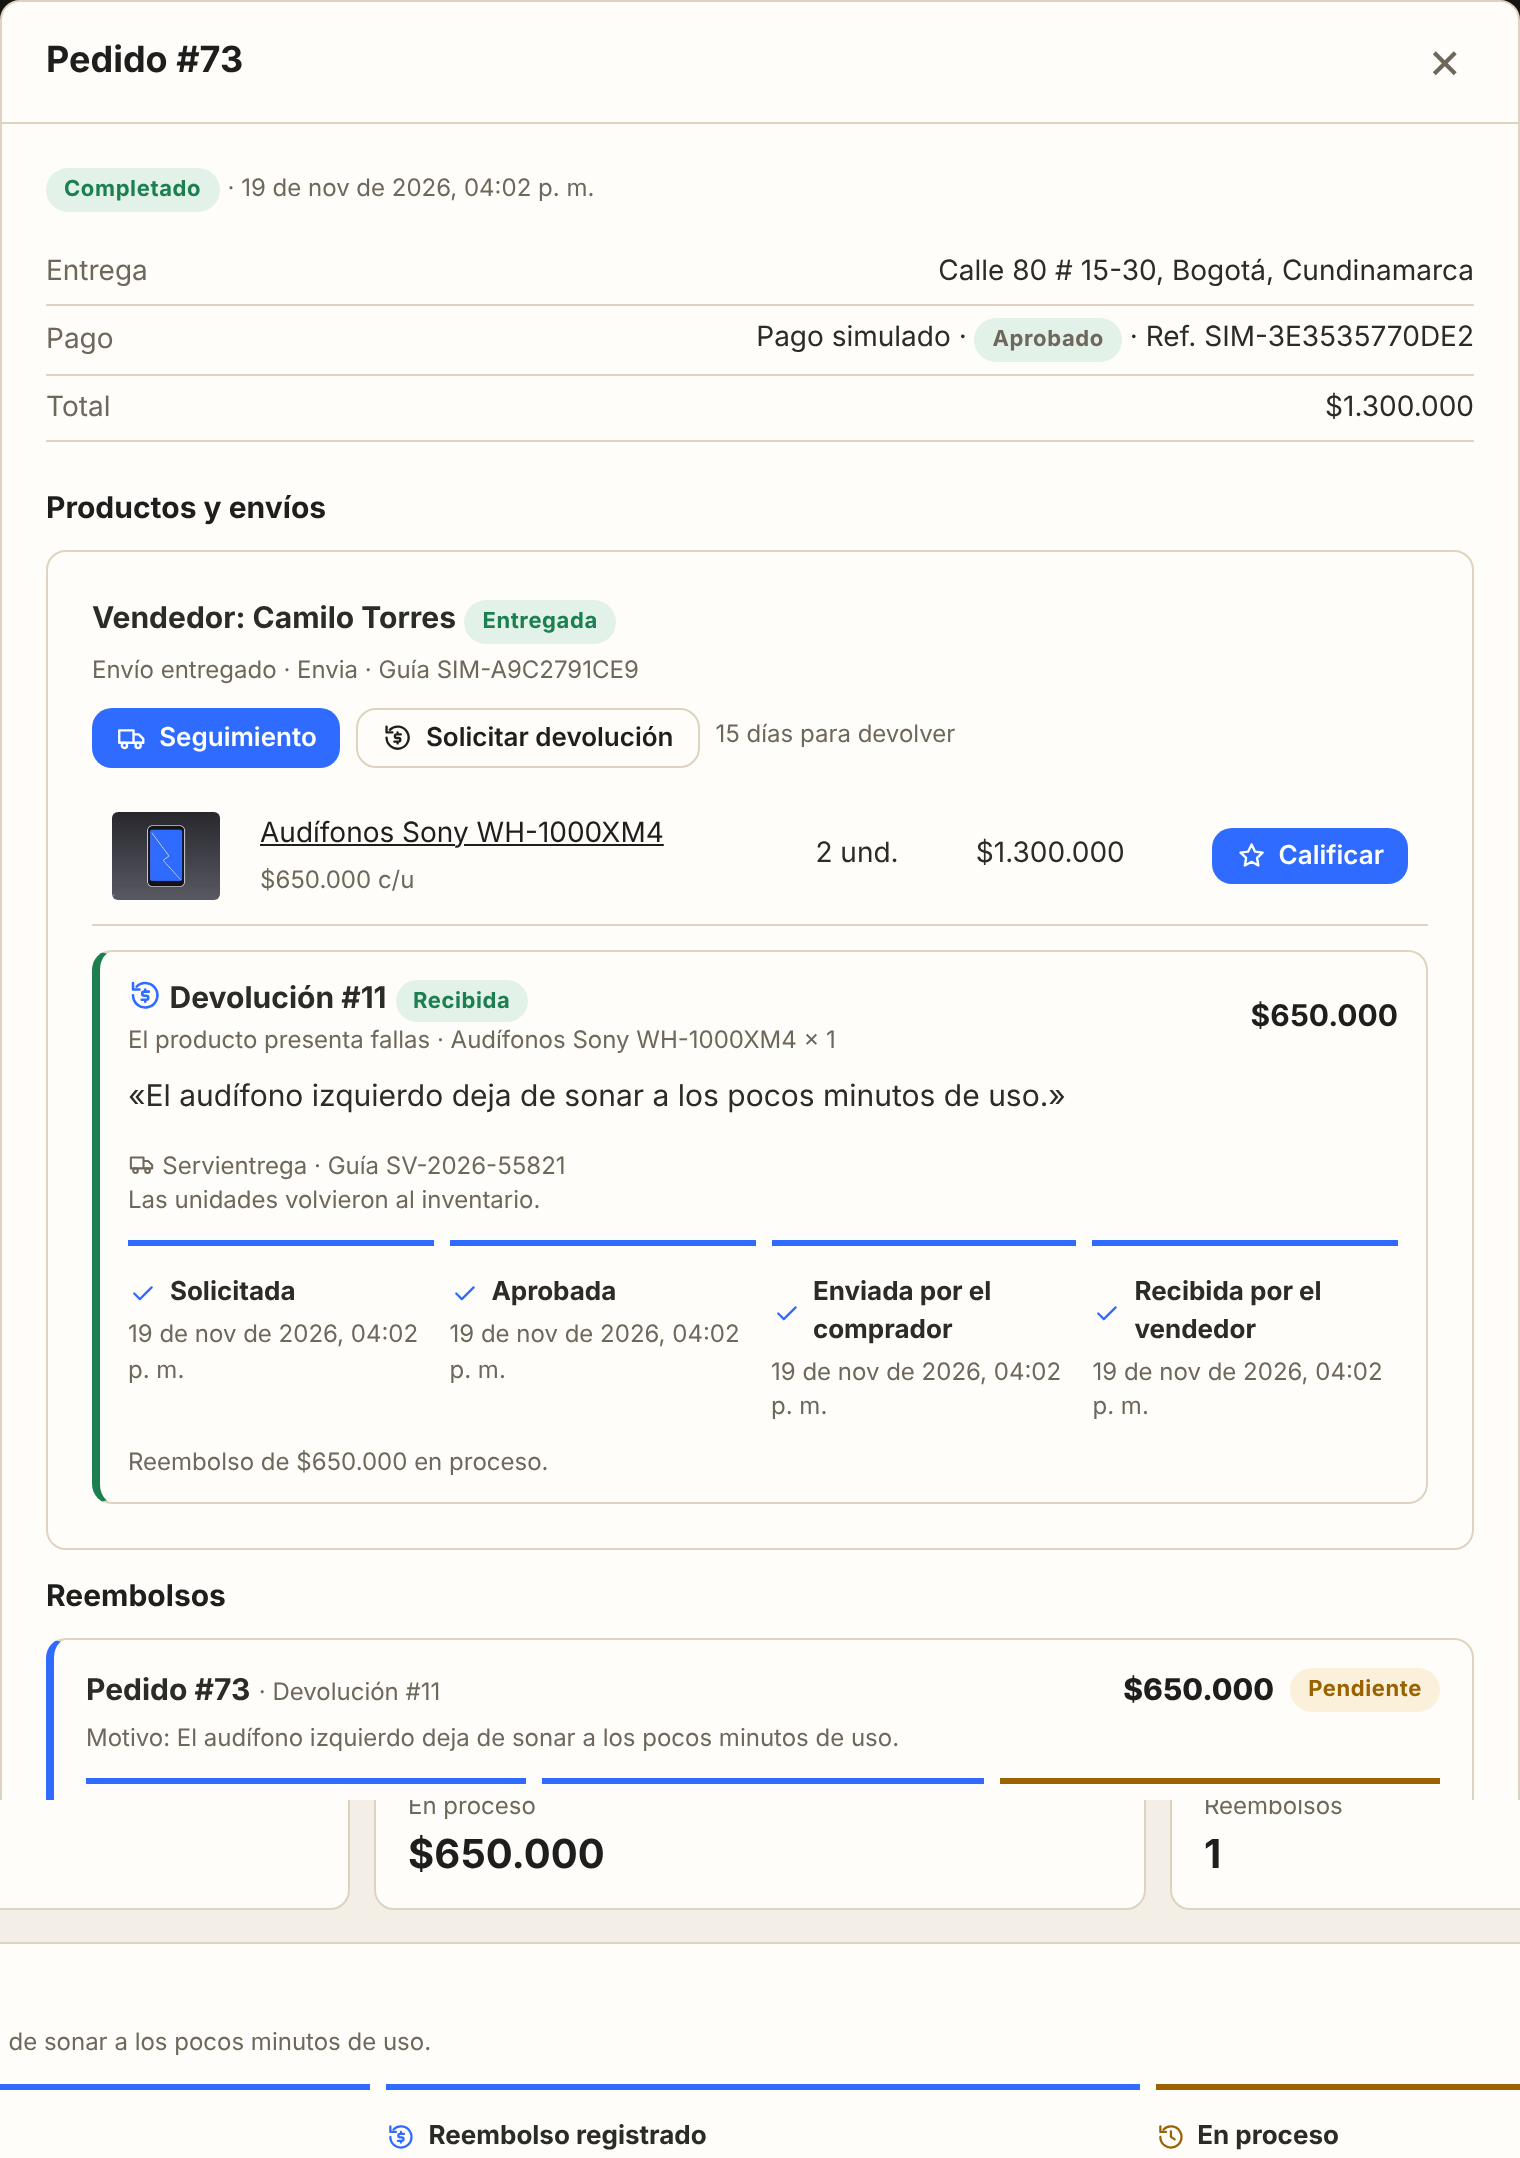 Pedido #73
Completado · 19 de nov de 2026, 04:02 p. m.
Entrega Calle 80 # 15-30, Bogotá, Cundinamarca
Pago Pago simulado · Aprobado · Ref. SIM-3E3535770DE2
Total $1.300.000
Productos y envíos
Vendedor: Camilo Torres Entregada
Envío entregado · Envia · Guía SIM-A9C2791CE9
Seguimiento Solicitar devolución 15 días para devolver
Audífonos Sony WH-1000XM4
$650.000 c/u
2 und. $1.300.000 Calificar
Devolución #11 Recibida
$650.000
El producto presenta fallas · Audífonos Sony WH-1000XM4 × 1
«El audífono izquierdo deja de sonar a los pocos minutos de uso.»
Servientrega · Guía SV-2026-55821
Las unidades volvieron al inventario.
Solicitada
19 de nov de 2026, 04:02
p. m.
Aprobada
19 de nov de 2026, 04:02
p. m.
Enviada por el
comprador
19 de nov de 2026, 04:02
p. m.
Recibida por el
vendedor
19 de nov de 2026, 04:02
p. m.
Reembolso de $650.000 en proceso.
Reembolsos
Pedido #73 · Devolución #11 $650.000 Pendiente
Motivo: El audífono izquierdo deja de sonar a los pocos minutos de uso.
En proceso
$650.000
Reembolsos
1
de sonar a los pocos minutos de uso.
Reembolso registrado
En proceso